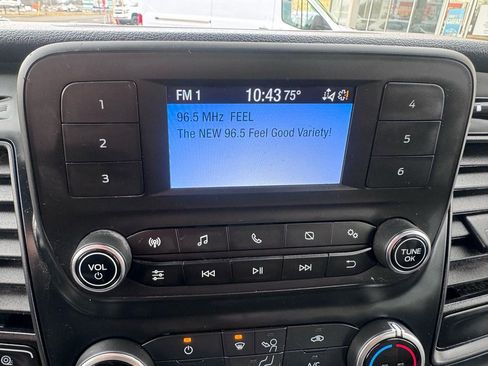 FM 1 10:43 75°
96.5 MHz FEEL
The NEW 96.5 Feel Good Variety!
1 4
2 5
3 6
VOL
TUNE
OK
A/C